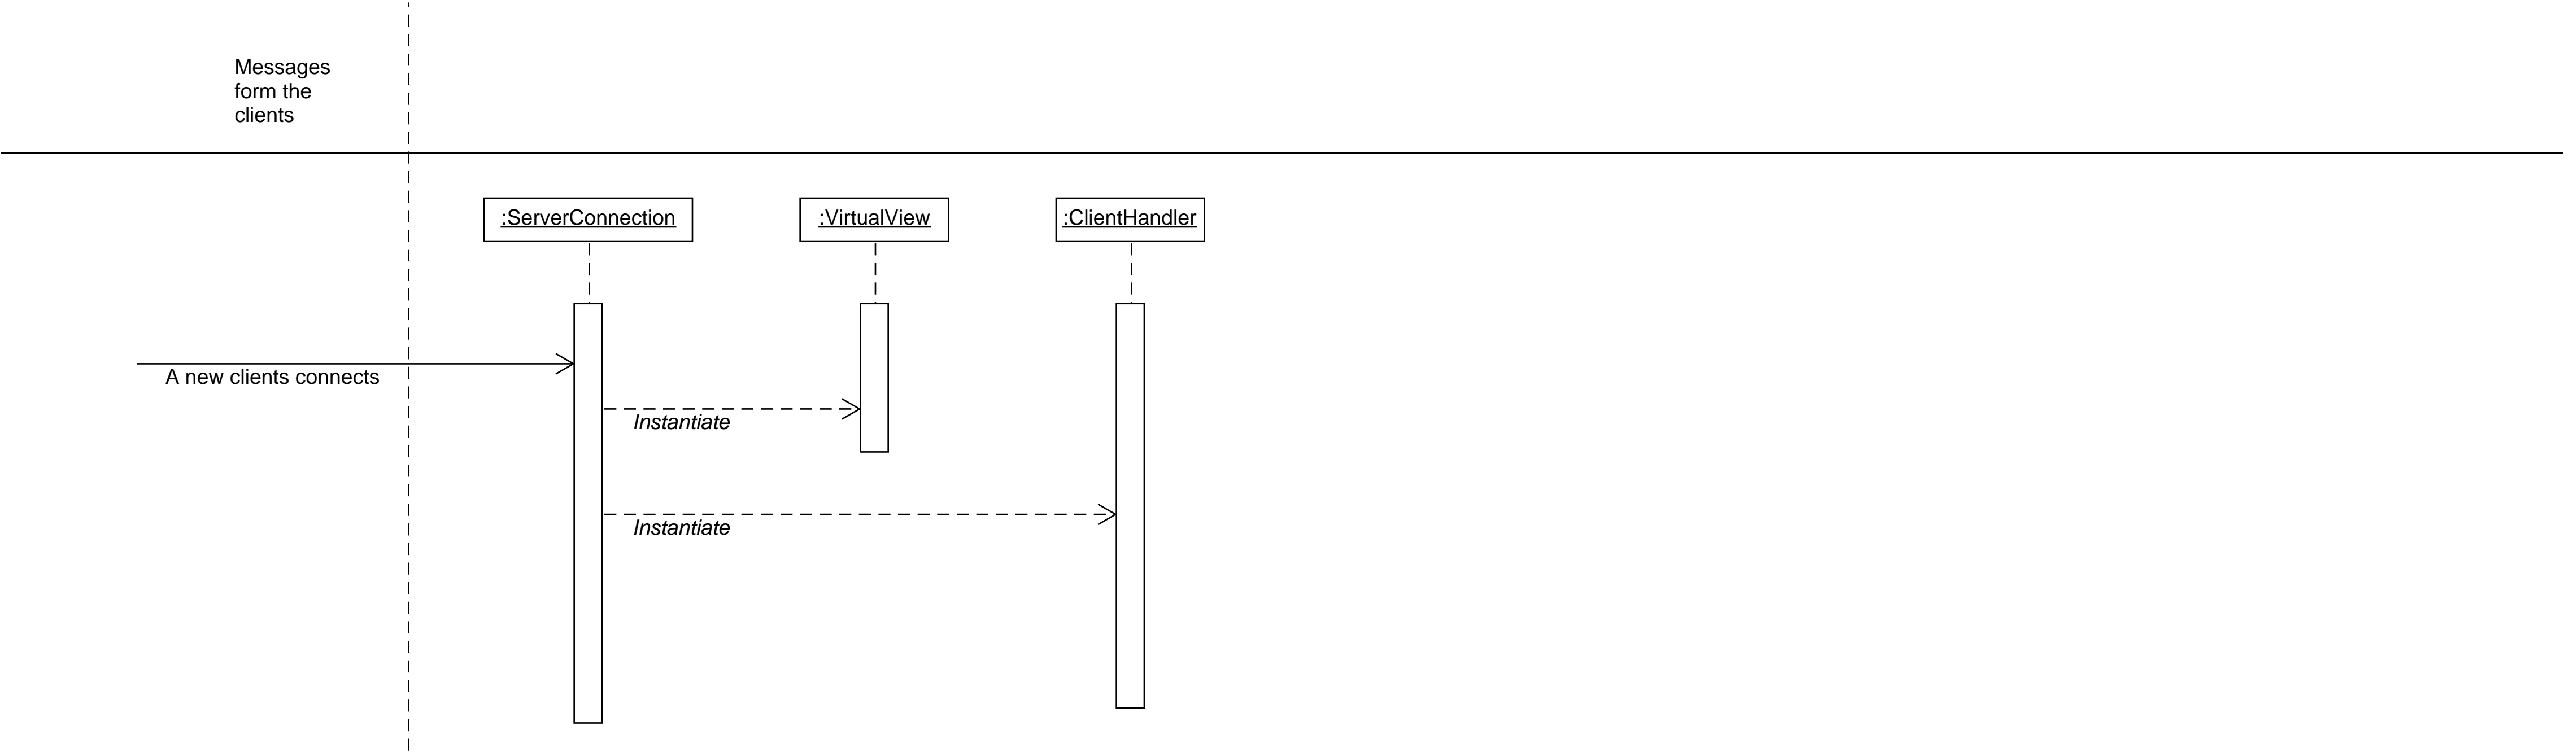 Messages
form the
clients
:ServerConnection
:VirtualView
:ClientHandler
A new clients connects
Instantiate
Instantiate